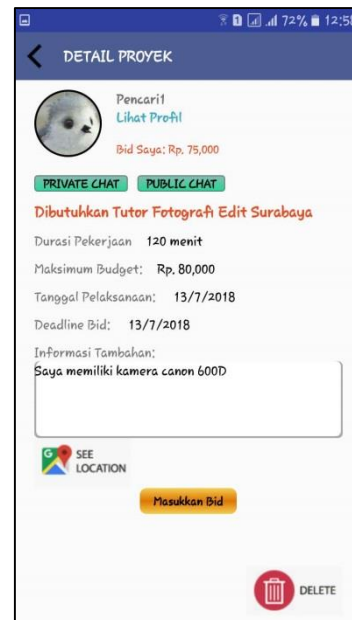 72% 12:58
DETAIL PROYEK
Pencari1
Lihat Profil
Bid Saya: Rp. 75,000
PRIVATE CHAT PUBLIC CHAT
Dibutuhkan Tutor Fotografi Edit Surabaya
Durasi Pekerjaan 120 menit
Maksimum Budget: Rp. 80,000
Tanggal Pelaksanaan: 13/7/2018
Deadline Bid: 13/7/2018
Informasi Tambahan:
Saya memiliki kamera canon 600D
SEE
LOCATION
Masukkan Bid
DELETE